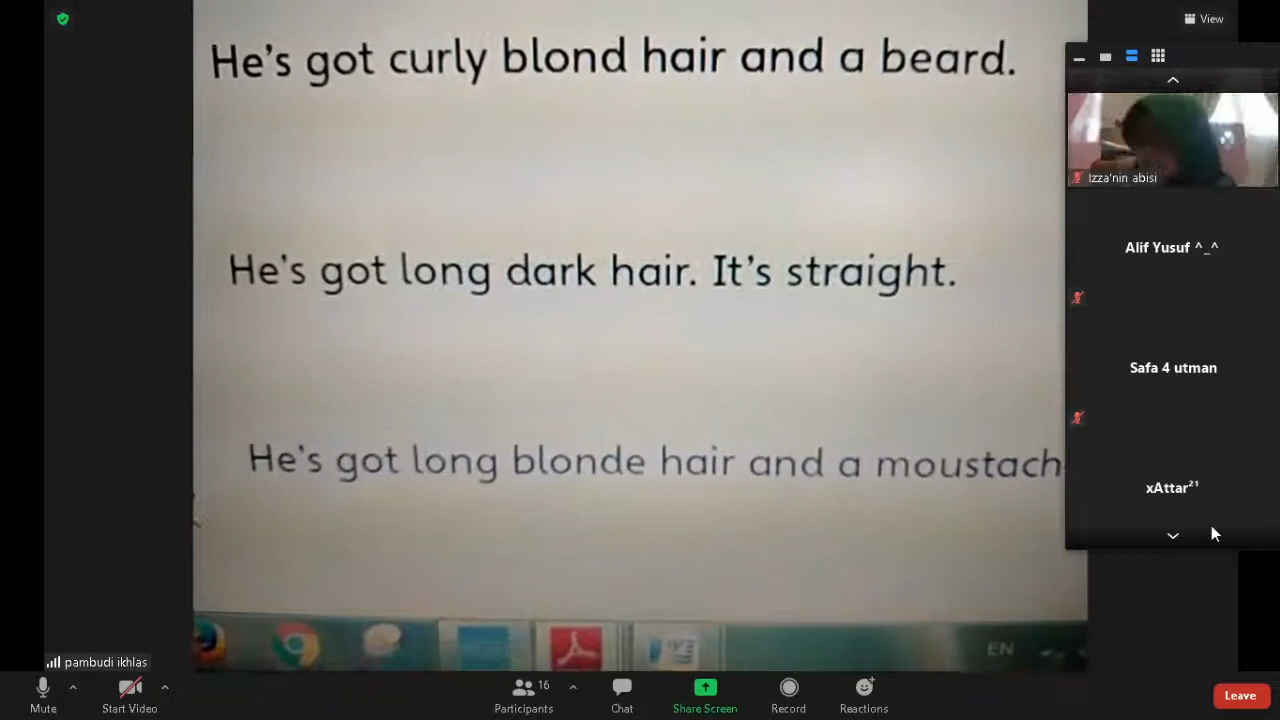 View
He's got curly blond hair and a beard.
He's got long dark hair. It's straight.
He's got long blonde hair and a moustach
EN
Izza'nin abisi
Alif Yusuf ^_^
Safa 4 utman
xAttar²¹
pambudi ikhlas
Mute
Start Video
16
Participants
Chat
Share Screen
Record
Reactions
Leave